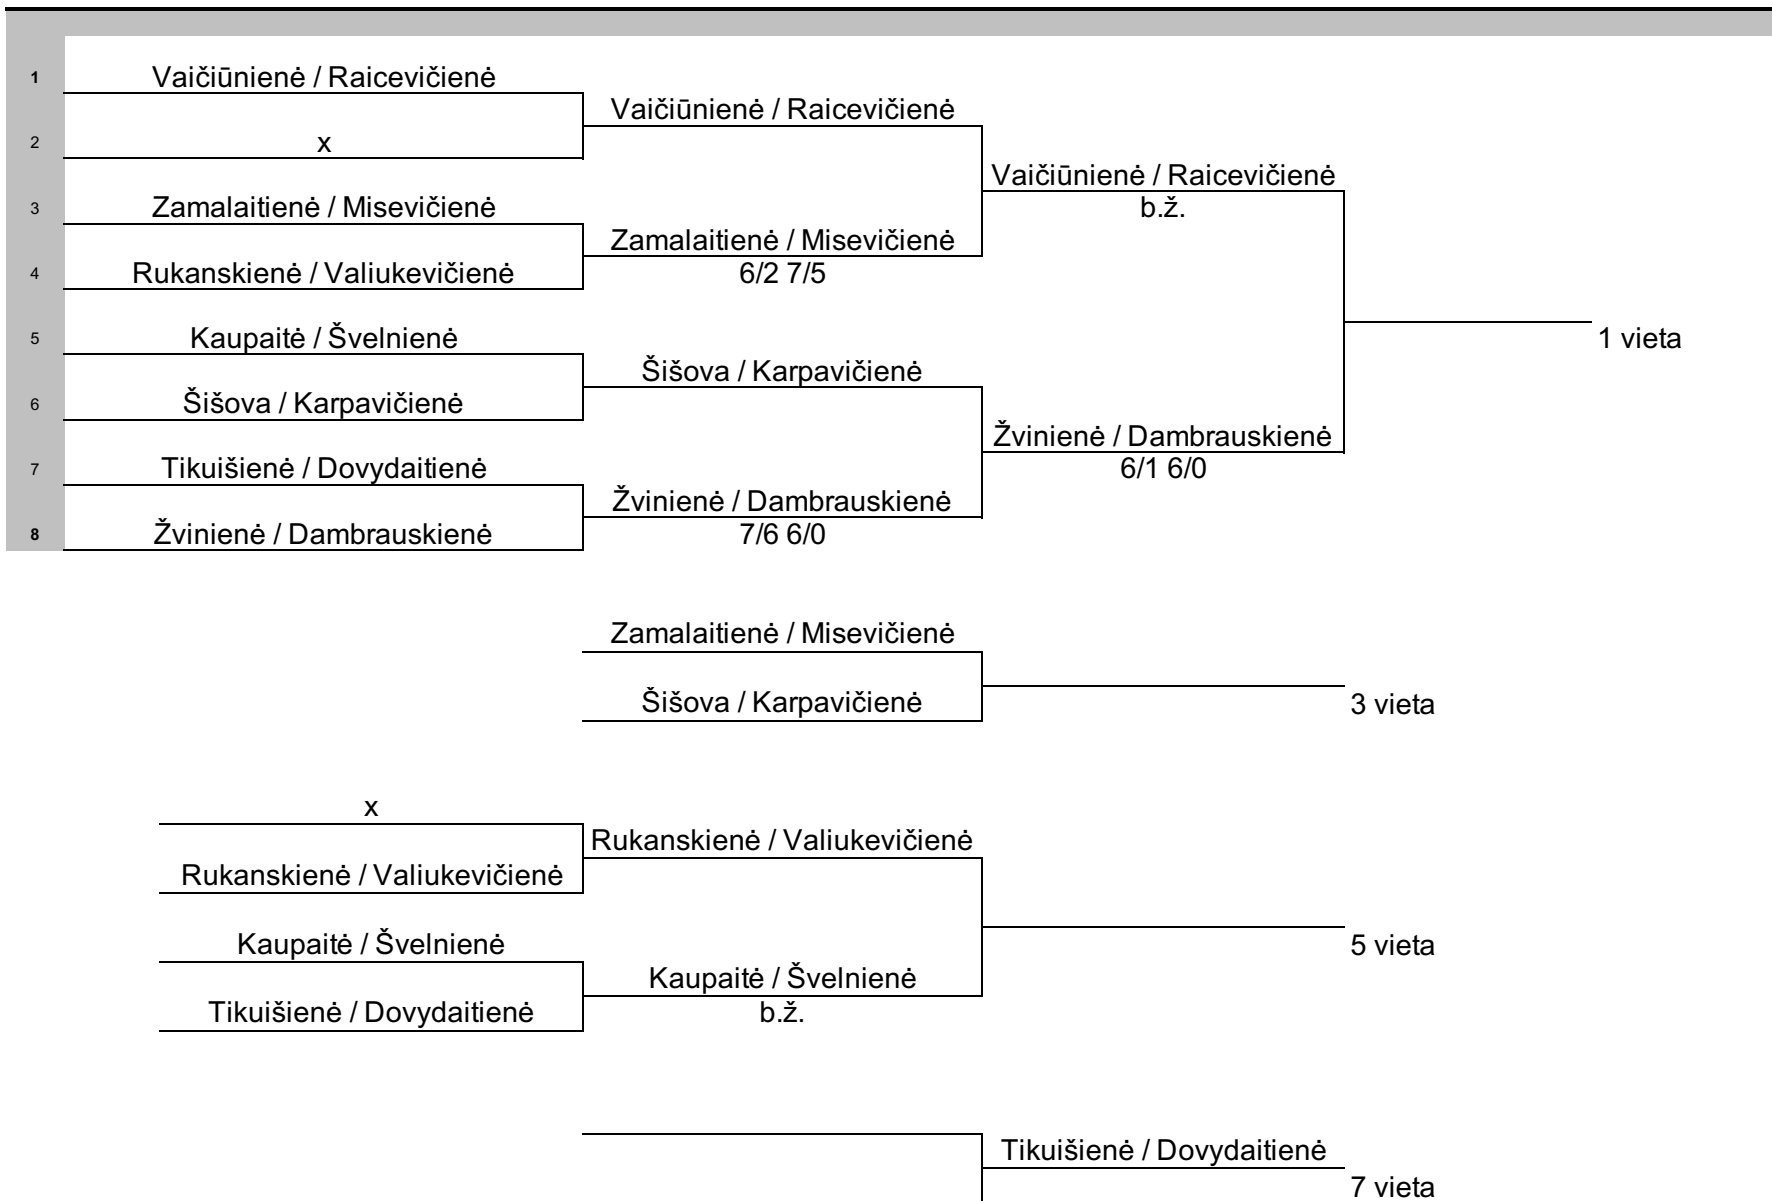 1 Vaičiūnienė / Raicevičienė
Vaičiūnienė / Raicevičienė
2 x
Vaičiūnienė / Raicevičienė
3 Zamalaitienė / Misevičienė
b.ž.
Zamalaitienė / Misevičienė
4 Rukanskienė / Valiukevičienė
6/2 7/5
5 Kaupaitė / Švelnienė
1 vieta
Šišova / Karpavičienė
6 Šišova / Karpavičienė
Žvinienė / Dambrauskienė
7 Tikuišienė / Dovydaitienė
6/1 6/0
Žvinienė / Dambrauskienė
8 Žvinienė / Dambrauskienė
7/6 6/0
Zamalaitienė / Misevičienė
Šišova / Karpavičienė
3 vieta
x
Rukanskienė / Valiukevičienė
Rukanskienė / Valiukevičienė
Kaupaitė / Švelnienė
5 vieta
Kaupaitė / Švelnienė
Tikuišienė / Dovydaitienė
b.ž.
Tikuišienė / Dovydaitienė
7 vieta